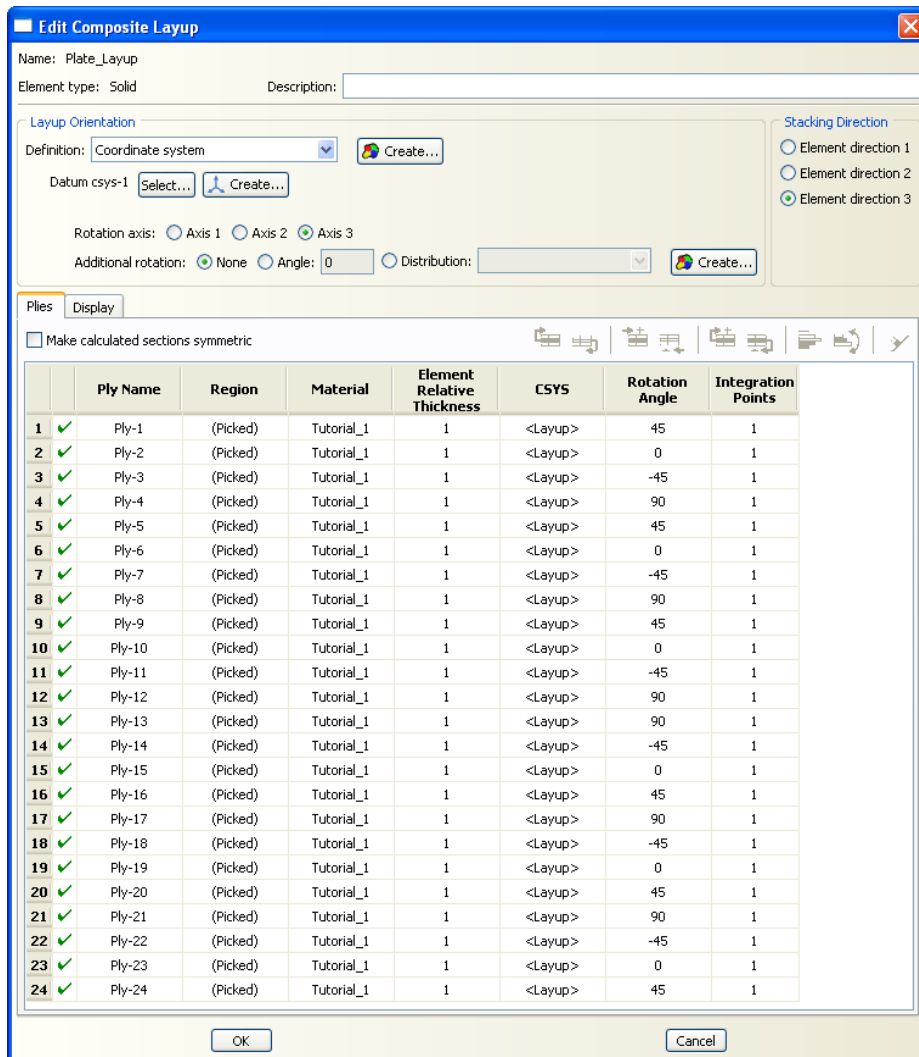 Edit Composite Layup
Name: Plate_Layup
Element type: Solid Description:
Layup Orientation
Stacking Direction
Definition: Coordinate system Create...
Element direction 1
Element direction 2
Element direction 3
Datum csys-1 Select... Create...
Rotation axis: Axis 1 Axis 2 Axis 3
Additional rotation: None Angle: 0 Distribution: Create...
Plies Display
Make calculated sections symmetric
Ply Name Region Material Element Relative Thickness CSYS Rotation Angle Integration Points
1 Ply-1 (Picked) Tutorial_1 1 <Layup> 45 1
2 Ply-2 (Picked) Tutorial_1 1 <Layup> 0 1
3 Ply-3 (Picked) Tutorial_1 1 <Layup> -45 1
4 Ply-4 (Picked) Tutorial_1 1 <Layup> 90 1
5 Ply-5 (Picked) Tutorial_1 1 <Layup> 45 1
6 Ply-6 (Picked) Tutorial_1 1 <Layup> 0 1
7 Ply-7 (Picked) Tutorial_1 1 <Layup> -45 1
8 Ply-8 (Picked) Tutorial_1 1 <Layup> 90 1
9 Ply-9 (Picked) Tutorial_1 1 <Layup> 45 1
10 Ply-10 (Picked) Tutorial_1 1 <Layup> 0 1
11 Ply-11 (Picked) Tutorial_1 1 <Layup> -45 1
12 Ply-12 (Picked) Tutorial_1 1 <Layup> 90 1
13 Ply-13 (Picked) Tutorial_1 1 <Layup> 90 1
14 Ply-14 (Picked) Tutorial_1 1 <Layup> -45 1
15 Ply-15 (Picked) Tutorial_1 1 <Layup> 0 1
16 Ply-16 (Picked) Tutorial_1 1 <Layup> 45 1
17 Ply-17 (Picked) Tutorial_1 1 <Layup> 90 1
18 Ply-18 (Picked) Tutorial_1 1 <Layup> -45 1
19 Ply-19 (Picked) Tutorial_1 1 <Layup> 0 1
20 Ply-20 (Picked) Tutorial_1 1 <Layup> 45 1
21 Ply-21 (Picked) Tutorial_1 1 <Layup> 90 1
22 Ply-22 (Picked) Tutorial_1 1 <Layup> -45 1
23 Ply-23 (Picked) Tutorial_1 1 <Layup> 0 1
24 Ply-24 (Picked) Tutorial_1 1 <Layup> 45 1
OK Cancel